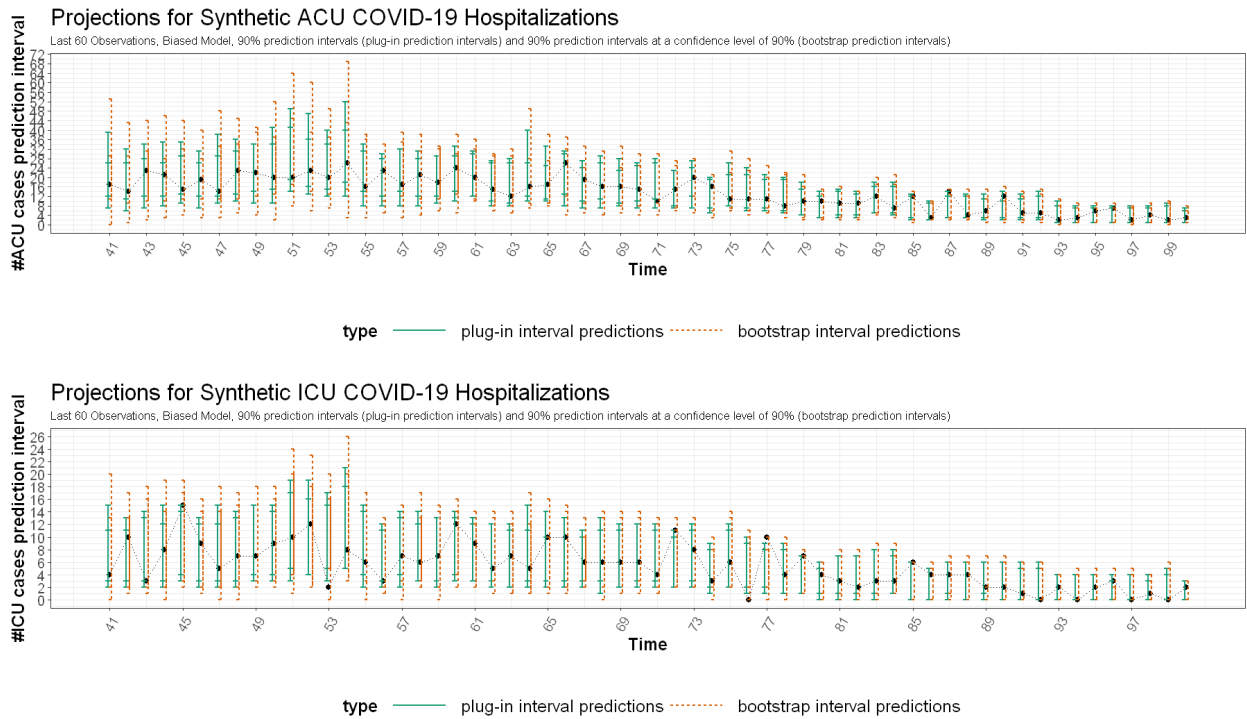 Projections for Synthetic ACU COVID-19 Hospitalizations
Last 60 Observations, Biased Model, 90% prediction intervals (plug-in prediction intervals) and 90% prediction intervals at a confidence level of 90% (bootstrap prediction intervals)
#ACU cases prediction interval
72
68
64
60
56
52
48
44
40
36
32
28
24
20
16
12
8
4
0
41 43 45 47 49 51 53 55 57 59 61 63 65 67 69 71 73 75 77 79 81 83 85 87 89 91 93 95 97 99
Time
type plug-in interval predictions bootstrap interval predictions
Projections for Synthetic ICU COVID-19 Hospitalizations
Last 60 Observations, Biased Model, 90% prediction intervals (plug-in prediction intervals) and 90% prediction intervals at a confidence level of 90% (bootstrap prediction intervals)
#ICU cases prediction interval
26
24
22
20
18
16
14
12
10
8
6
4
2
0
41 45 49 53 57 61 65 69 73 77 81 85 89 93 97
Time
type plug-in interval predictions bootstrap interval predictions